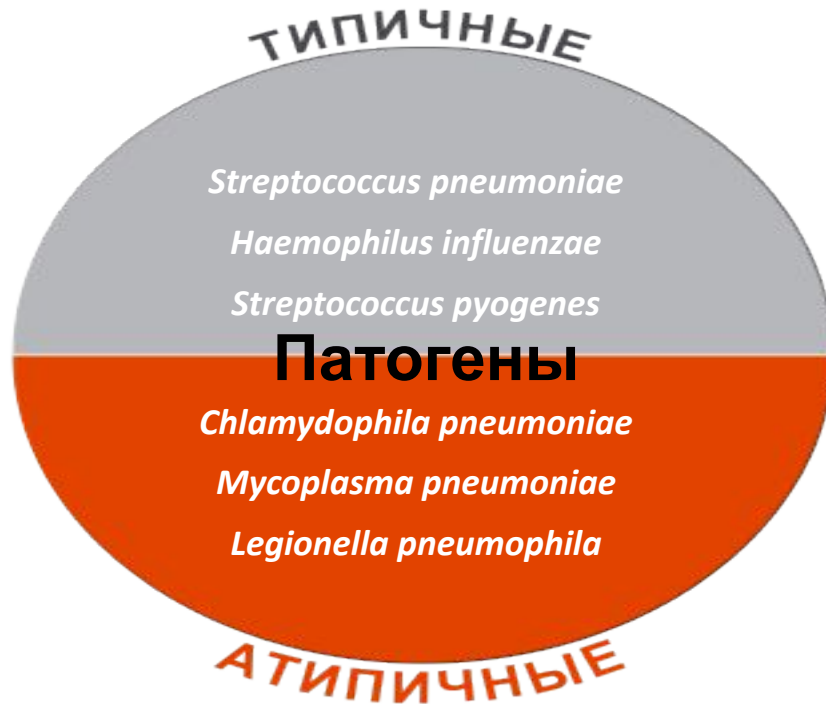 ТИПИЧНЫЕ
Streptococcus pneumoniae
Haemophilus influenzae
Streptococcus pyogenes
Патогены
Chlamydophila pneumoniae
Mycoplasma pneumoniae
Legionella pneumophila
АТИПИЧНЫЕ